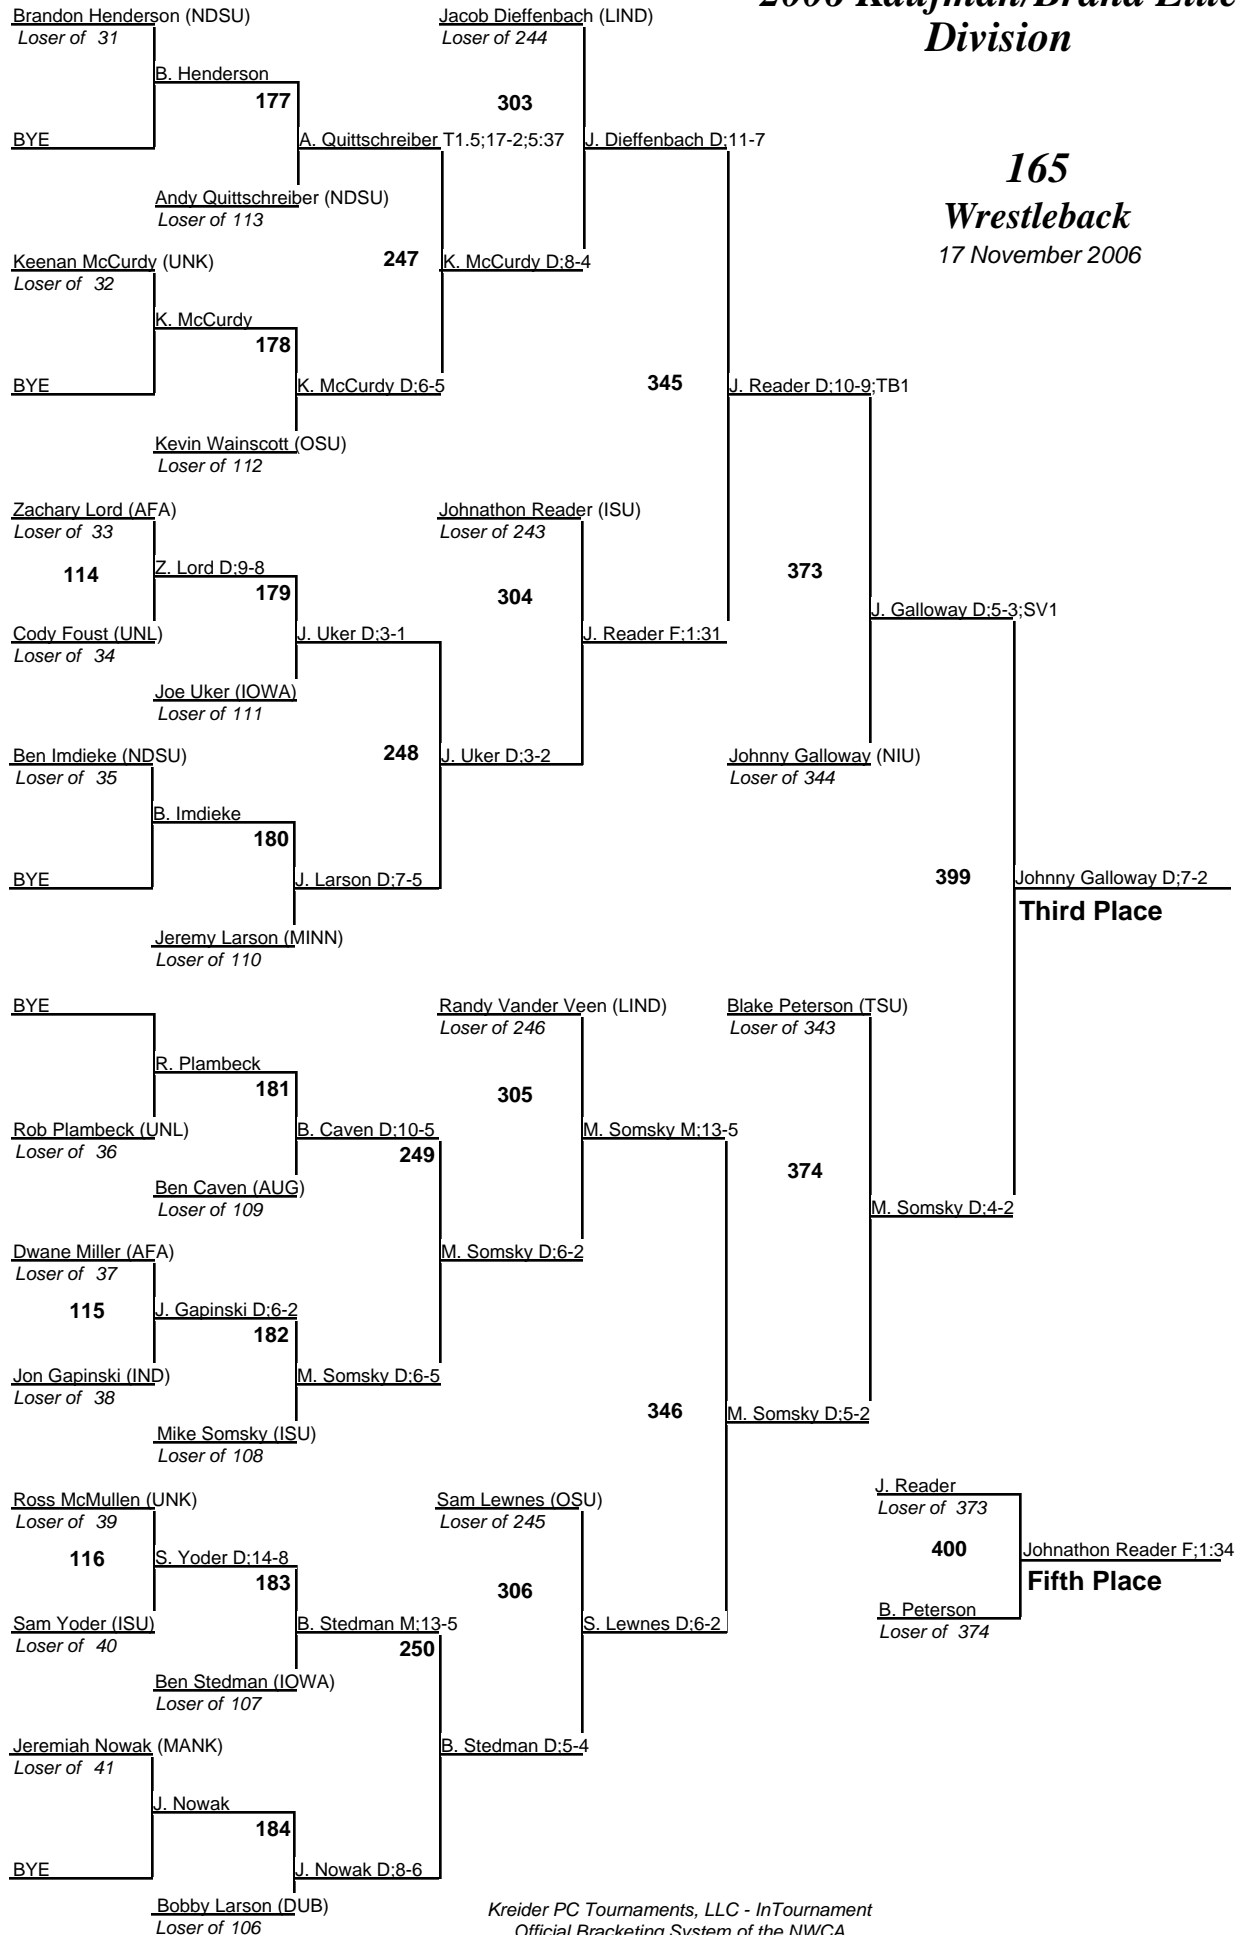 2006 Kaufman/Brand Elite
Division
165
Wrestleback
17 November 2006
Brandon Henderson (NDSU)
Loser of 31
B. Henderson
177
BYE
A. Quittschreiber T1.5;17-2;5:37
Andy Quittschreiber (NDSU)
Loser of 113
Keenan McCurdy (UNK)
Loser of 32
247
K. McCurdy D;8-4
K. McCurdy
178
BYE
K. McCurdy D;6-5
Kevin Wainscott (OSU)
Loser of 112
Jacob Dieffenbach (LIND)
Loser of 244
303
J. Dieffenbach D;11-7
345
J. Reader D;10-9;TB1
Zachary Lord (AFA)
Loser of 33
114
Z. Lord D;9-8
179
Cody Foust (UNL)
Loser of 34
J. Uker D;3-1
Joe Uker (IOWA)
Loser of 111
Johnathon Reader (ISU)
Loser of 243
304
J. Reader F;1:31
373
J. Galloway D;5-3;SV1
Ben Imdieke (NDSU)
Loser of 35
248
J. Uker D;3-2
Johnny Galloway (NIU)
Loser of 344
B. Imdieke
180
BYE
J. Larson D;7-5
Jeremy Larson (MINN)
Loser of 110
399
Johnny Galloway D;7-2
Third Place
BYE
R. Plambeck
181
Rob Plambeck (UNL)
Loser of 36
B. Caven D;10-5
249
Ben Caven (AUG)
Loser of 109
Randy Vander Veen (LIND)
Loser of 246
305
M. Somsky M;13-5
Blake Peterson (TSU)
Loser of 343
374
M. Somsky D;4-2
Dwane Miller (AFA)
Loser of 37
M. Somsky D;6-2
115
J. Gapinski D;6-2
182
Jon Gapinski (IND)
Loser of 38
M. Somsky D;6-5
Mike Somsky (ISU)
Loser of 108
346
M. Somsky D;5-2
Ross McMullen (UNK)
Loser of 39
116
S. Yoder D;14-8
183
Sam Yoder (ISU)
Loser of 40
B. Stedman M;13-5
250
Ben Stedman (IOWA)
Loser of 107
Sam Lewnes (OSU)
Loser of 245
306
S. Lewnes D;6-2
J. Reader
Loser of 373
400
Johnathon Reader F;1:34
Fifth Place
B. Peterson
Loser of 374
Jeremiah Nowak (MANK)
Loser of 41
B. Stedman D;5-4
J. Nowak
184
BYE
J. Nowak D;8-6
Bobby Larson (DUB)
Loser of 106
Kreider PC Tournaments, LLC - InTournament
Official Bracketing System of the NWCA